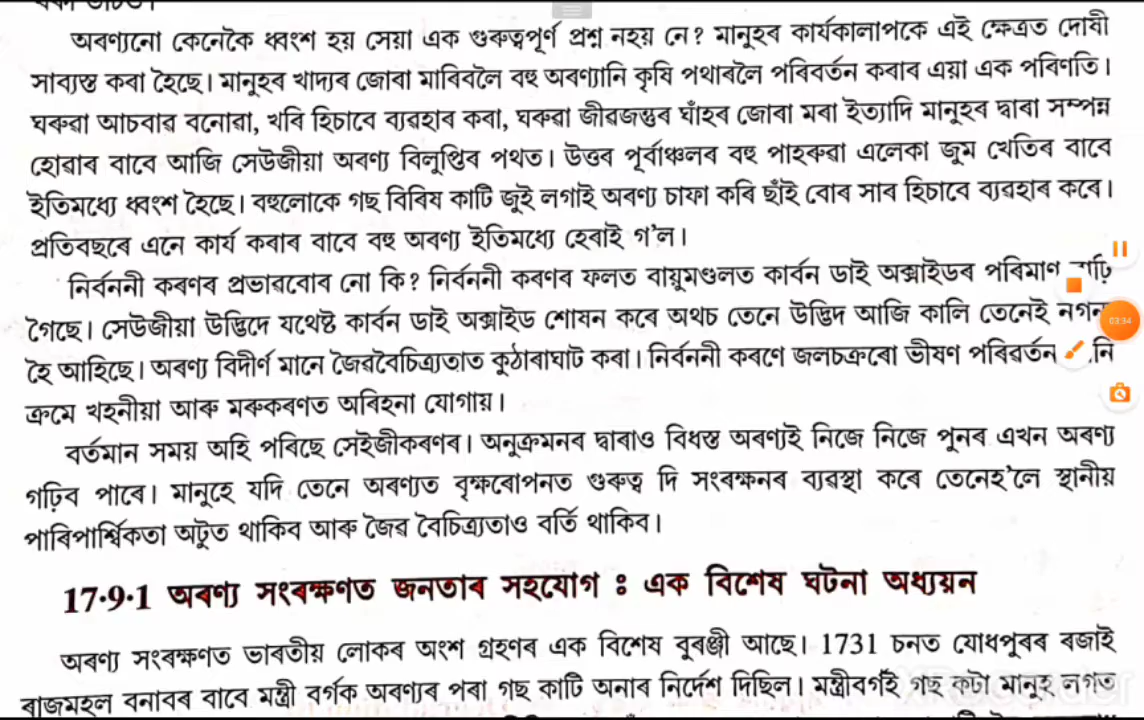 অৰণ্যনো কেনেকৈ ধ্বংশ হয় সেয়া এক গুৰুত্বপূৰ্ণ প্ৰশ্ন নহয় নে? মানুহৰ কাৰ্যকালাপকে এই ক্ষেত্ৰত দোষী
সাব্যস্ত কৰা হৈছে। মানুহৰ খাদ্যৰ জোৰা মাৰিবলৈ বহু অৰণ্যানি কৃষি পথাৰলৈ পৰিবৰ্তন কৰাৰ এয়া এক পৰিণতি।
ঘৰুৱা আচবাৱ বনোৱা, খৰি হিচাবে ব্যৱহাৰ কৰা, ঘৰুৱা জীৱজন্তুৰ ঘাঁহৰ জোৰা মৰা ইত্যাদি মানুহৰ দ্বাৰা সম্পন্ন
হোৱাৰ বাবে আজি সেউজীয়া অৰণ্য বিলুপ্তিৰ পথত। উত্তৰ পূৰ্বাঞ্চলৰ বহু পাহৰুৱা এলেকা জুম খেতিৰ বাবে
ইতিমধ্যে ধ্বংশ হৈছে। বহুলোকে গছ বিৰিষ কাটি জুই লগাই অৰণ্য চাফা কৰি ছাঁই বোৰ সাৰ হিচাবে ব্যৱহাৰ কৰে।
প্ৰতিবছৰে এনে কাৰ্য কৰাৰ বাবে বহু অৰণ্য ইতিমধ্যে হেৰাই গ'ল।
নিৰ্বননী কৰণৰ প্ৰভাৱবোৰ নো কি? নিৰ্বননী কৰণৰ ফলত বায়ুমণ্ডলত কাৰ্বন ডাই অক্সাইডৰ পৰিমাণ
গৈছে। সেউজীয়া উদ্ভিদে যথেষ্ট কাৰ্বন ডাই অক্সাইড শোষন কৰে অথচ তেনে উদ্ভিদ আজি কালি তেনেই নগন্য
হৈ আহিছে। অৰণ্য বিদীৰ্ণ মানে জৈৱবৈচিত্ৰ্যতাত কুঠাৰাঘাট কৰা। নিৰ্বননী কৰণে জলচক্ৰৰো ভীষণ পৰিৱৰ্তন
ক্ৰমে খহনীয়া আৰু মৰুকৰণত অৰিহনা যোগায়।
বৰ্তমান সময় অহি পৰিছে সেইজীকৰণৰ। অনুক্ৰমনৰ দ্বাৰাও বিধস্ত অৰণ্যই নিজে নিজে পুনৰ এখন অৰণ্য
গঢ়িব পাৰে। মানুহে যদি তেনে অৰণ্যত বৃক্ষৰোপনত গুৰুত্ব দি সংৰক্ষনৰ ব্যৱস্থা কৰে তেনেহ'লে স্থানীয়
পাৰিপাৰ্শ্বিকতা অটুত থাকিব আৰু জৈৱ বৈচিত্ৰ্যতাও বৰ্তি থাকিব।
17·9·1 অৰণ্য সংৰক্ষণত জনতাৰ সহযোগ : এক বিশেষ ঘটনা অধ্যয়ন
অৰণ্য সংৰক্ষণত ভাৰতীয় লোকৰ অংশ গ্ৰহণৰ এক বিশেষ বুৰঞ্জী আছে। 1731 চনত যোধপুৰৰ ৰজাই
ৰাজমহল বনাবৰ বাবে মন্ত্ৰী বৰ্গক অৰণ্যৰ পৰা গছ কাটি অনাৰ নিৰ্দেশ দিছিল। মন্ত্ৰীবৰ্গই গছ কটা মানুহ লগত
03:34